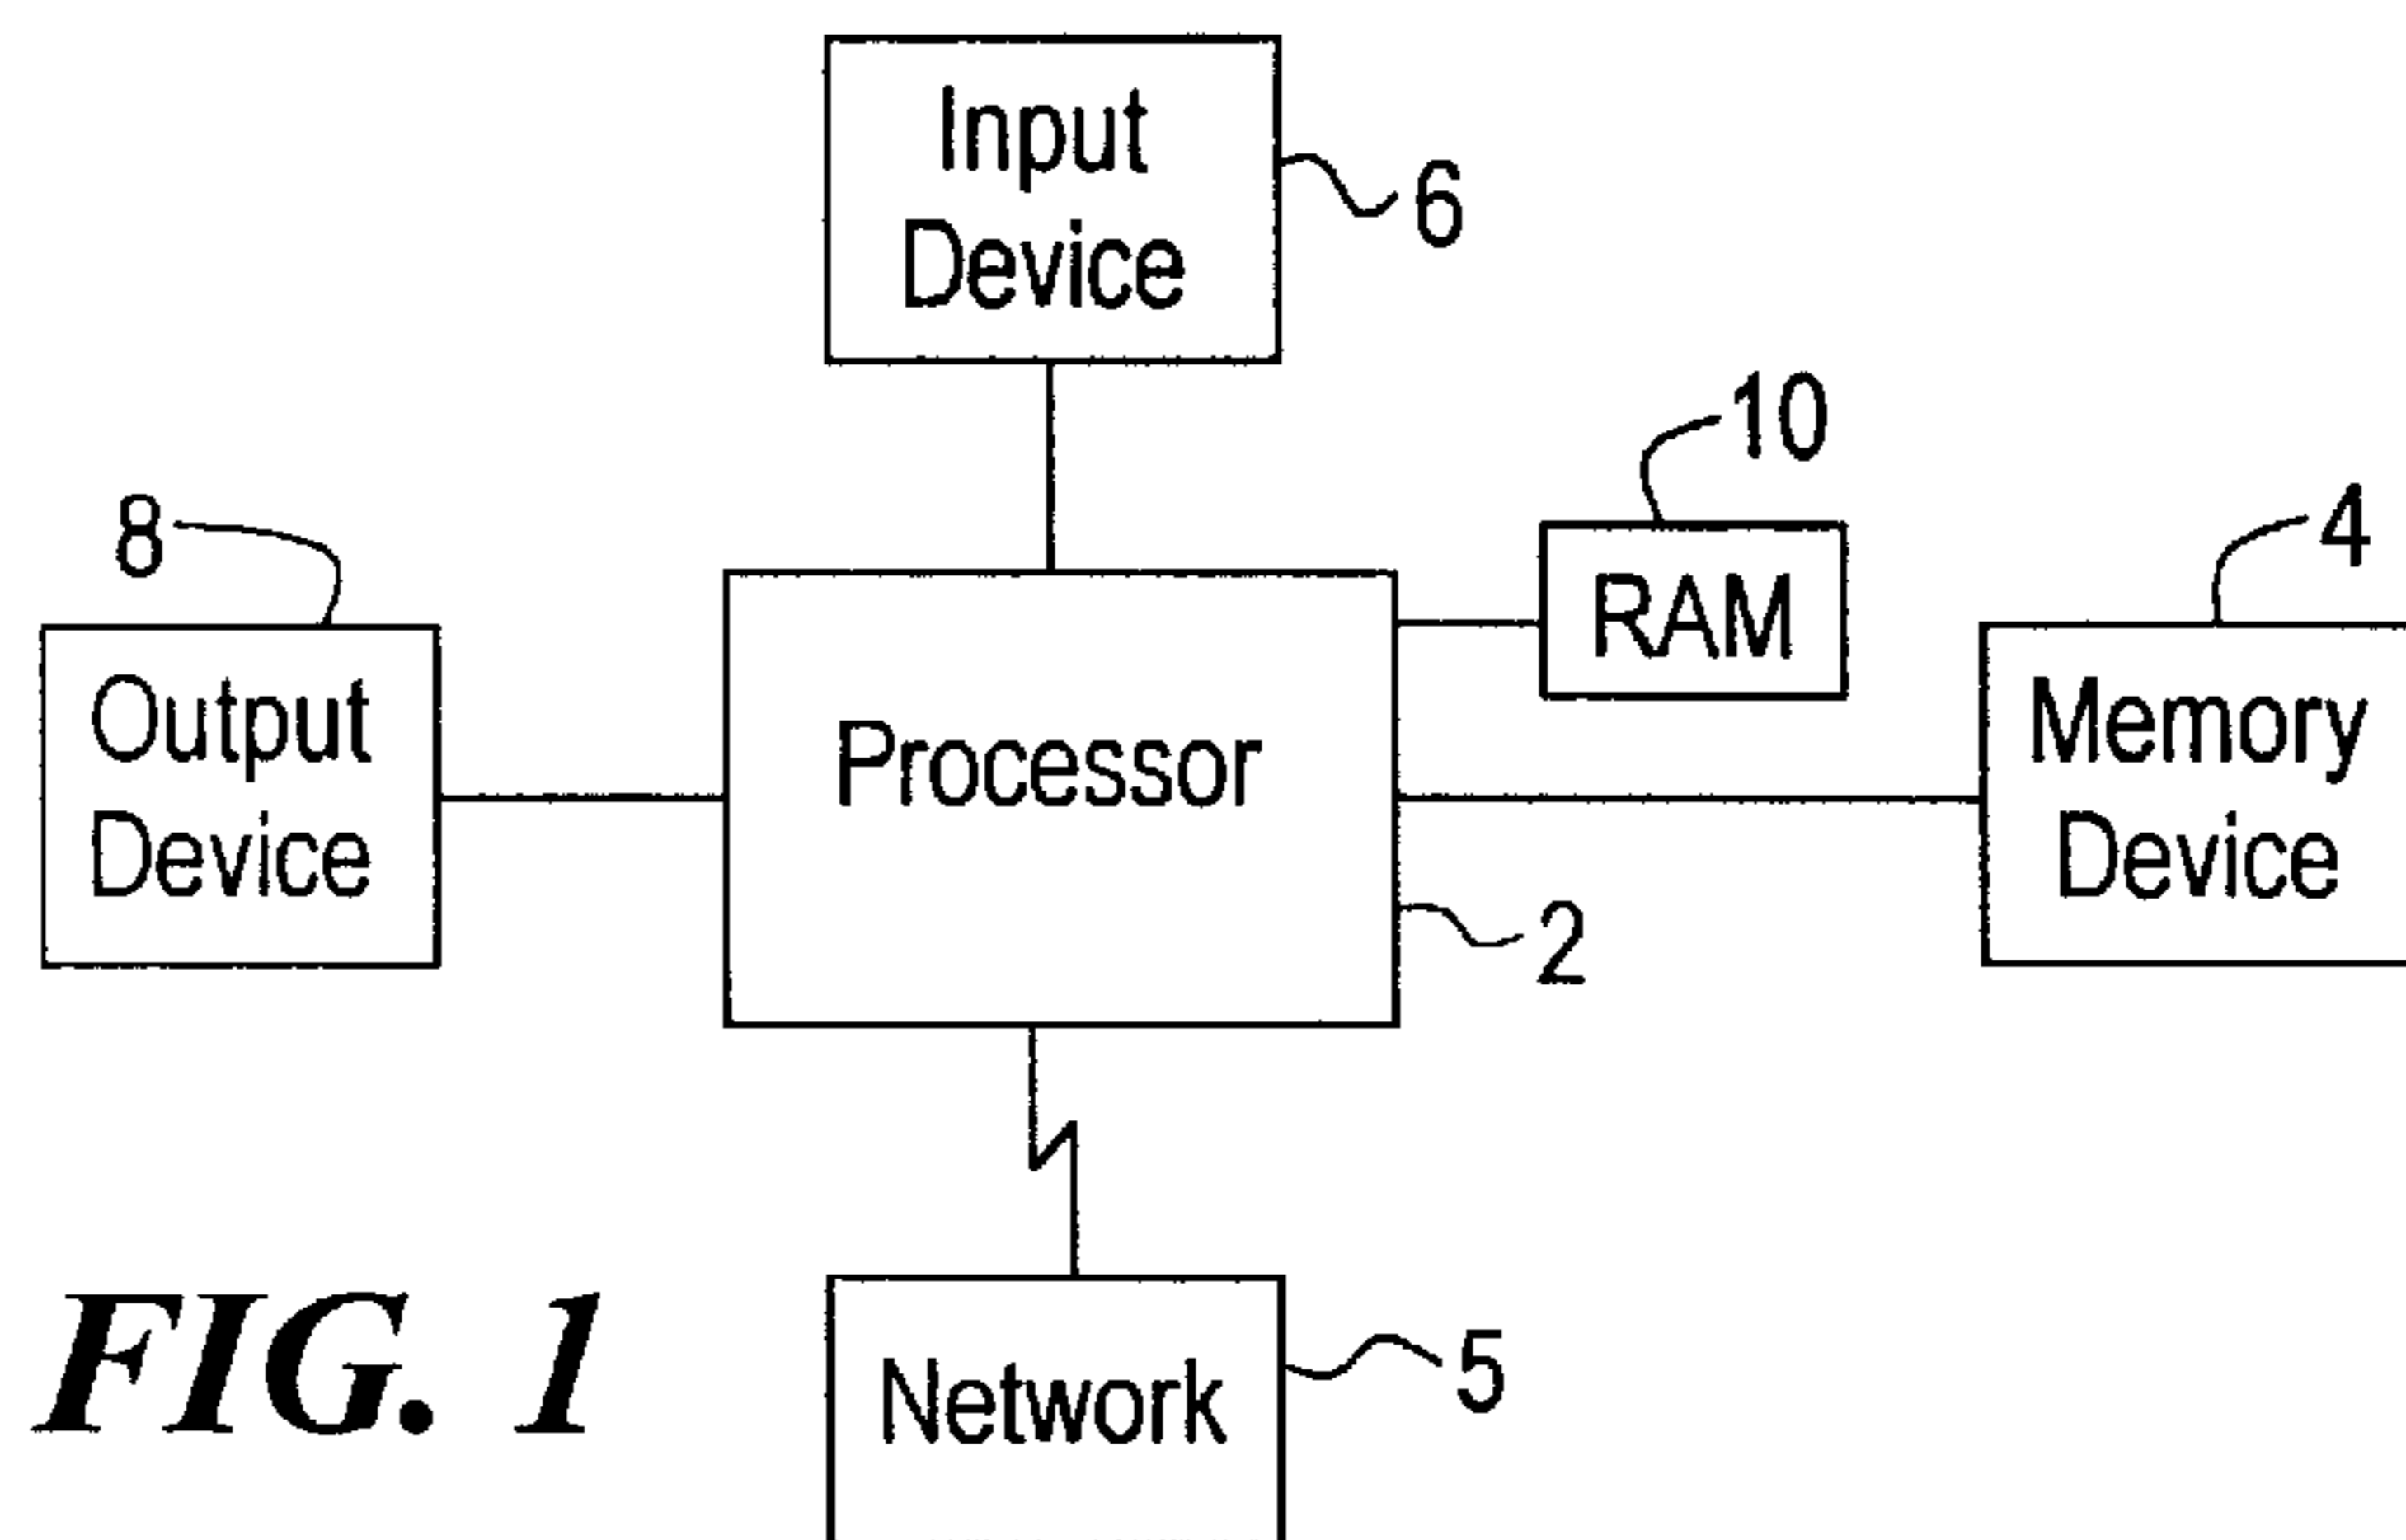 Input
Device
6
10
RAM
8
4
Output
Device
Processor
Memory
Device
2
FIG. 1
Network
5